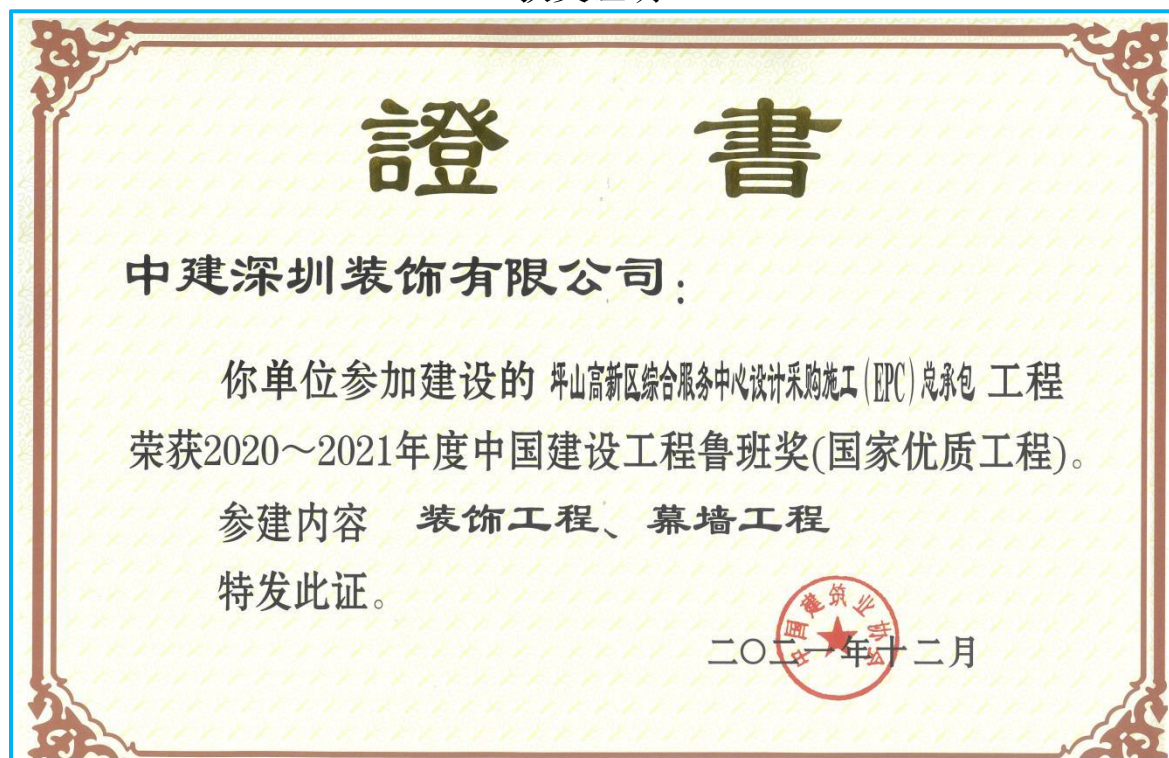 證 書
中建深圳装饰有限公司：
你单位参加建设的 坪山高新区综合服务中心设计采购施工(EPC)总承包 工程
荣获2020～2021年度中国建设工程鲁班奖(国家优质工程)。
参建内容 装饰工程、幕墙工程
特发此证。
中国建筑业协会
二〇二一年十二月